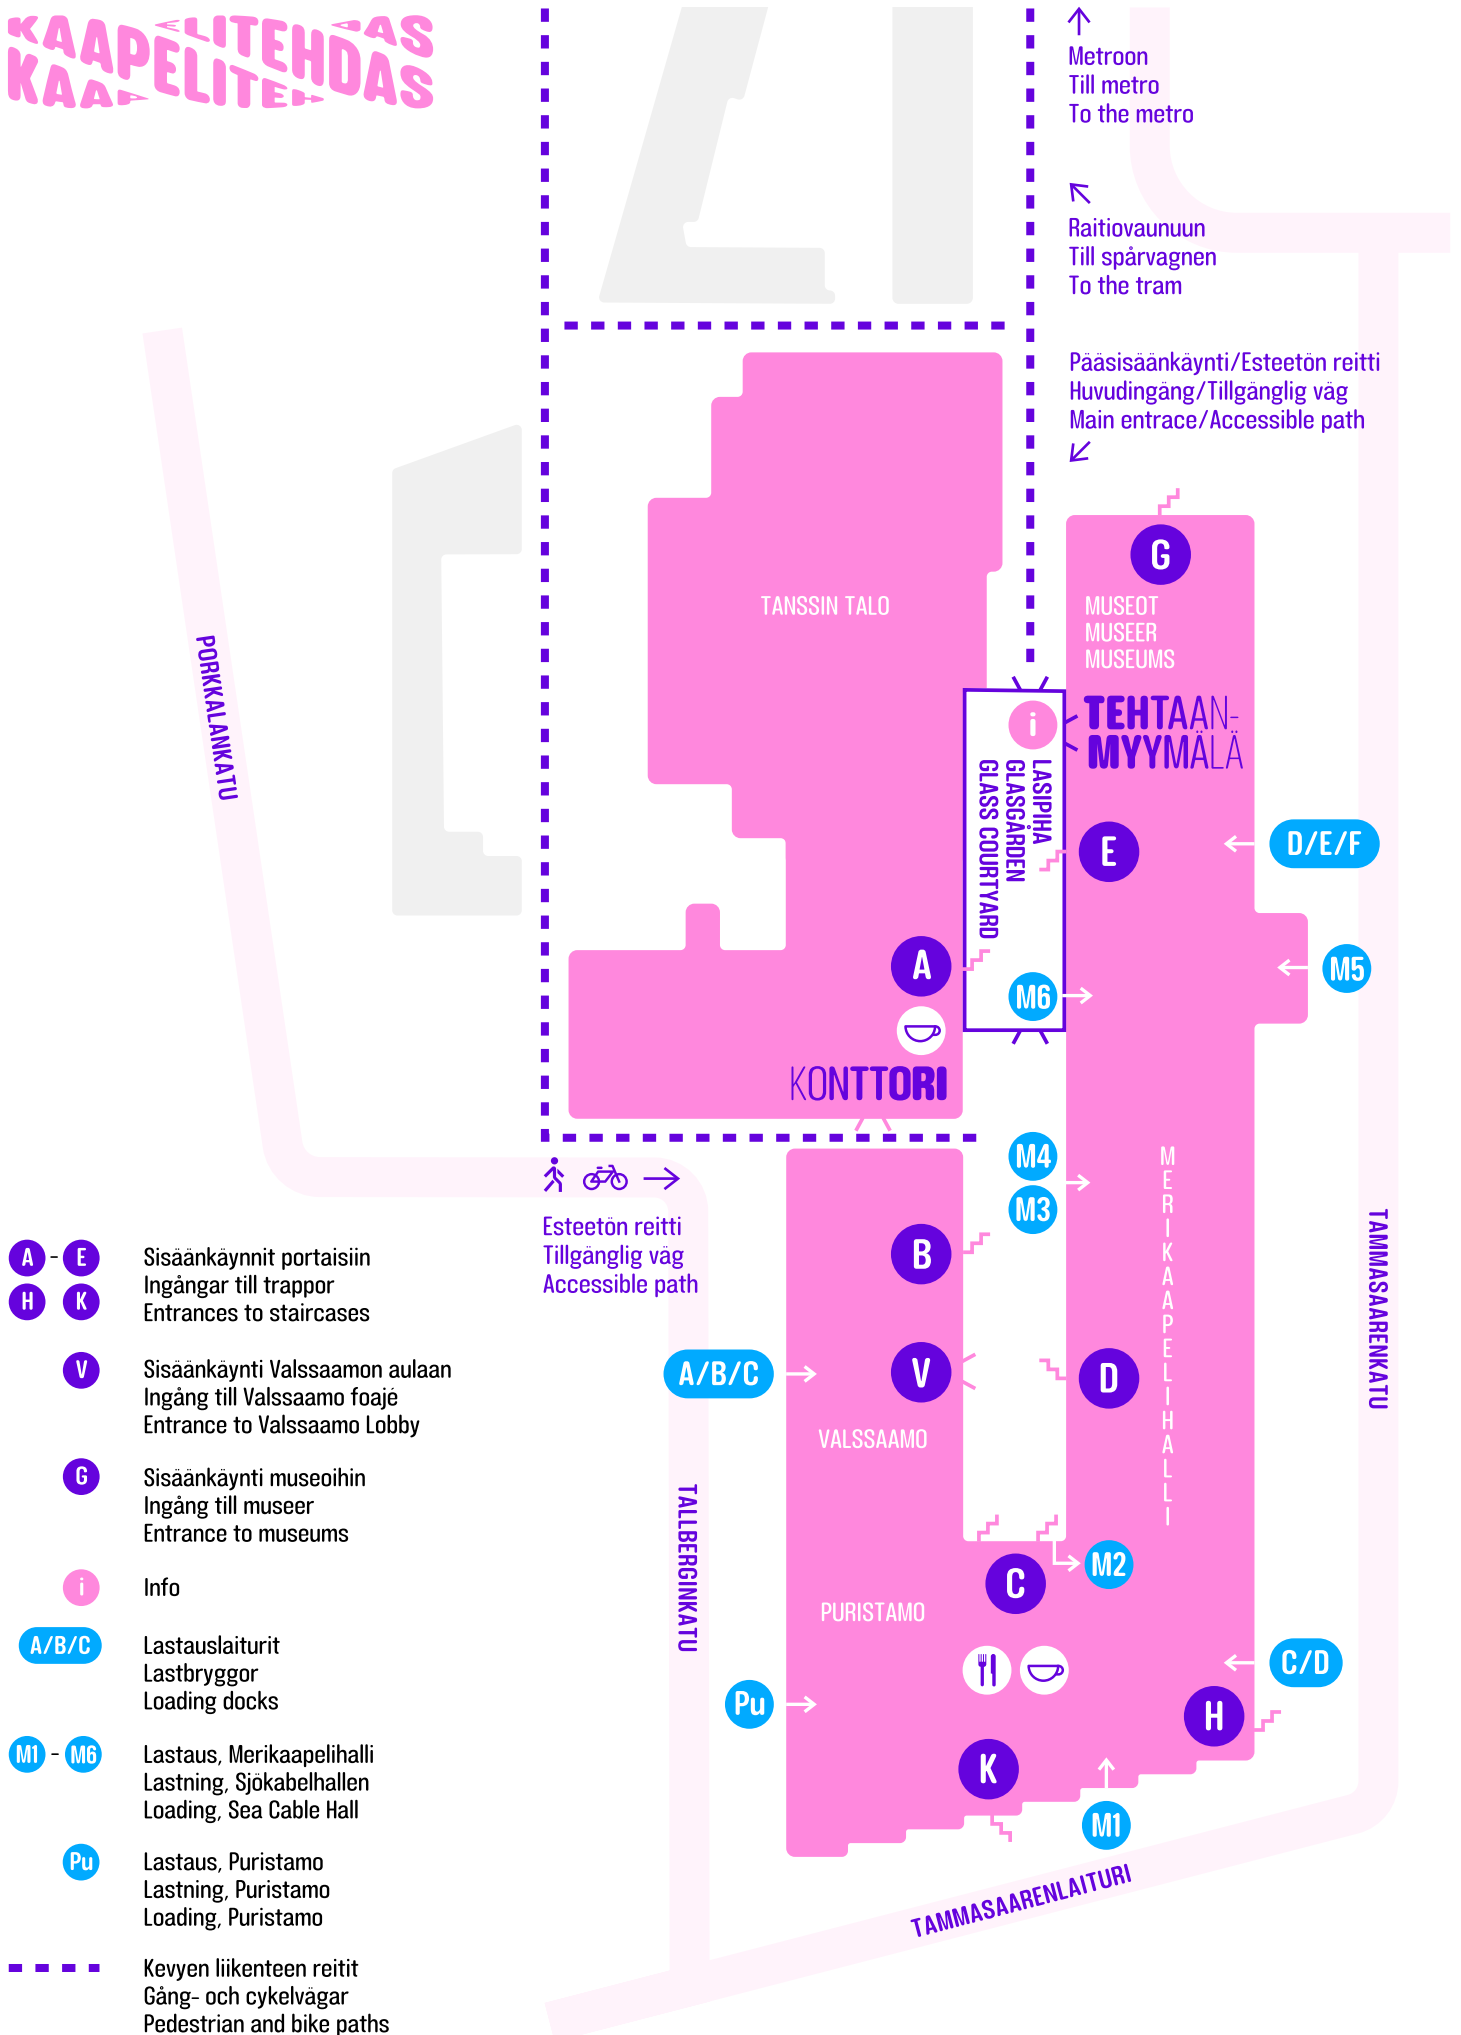 KAAPELITEHDAS
KAAPELITEHDAS
Metroon
Till metro
To the metro
Raitiovaunuun
Till spårvagnen
To the tram
Pääsisäänkäynti/Esteetön reitti
Huvudingång/Tillgänglig väg
Main entrace/Accessible path
G
TANSSIN TALO
MUSEOT
MUSEER
MUSEUMS
PORKKALANKATU
i
TEHTAAN-
MYYMÄLÄ
LASIPIHA
GLASGÅRDEN
GLASS COURTYARD
E
D/E/F
A
M6
M5
KONTTORI
M4
M3
MERIKAAPELIHALLI
TAMMASAARENKATU
Esteetön reitti
Tillgänglig väg
Accessible path
B
A/B/C
V
D
VALSSAAMO
TALLBERGINKATU
C
M2
PURISTAMO
C/D
Pu
H
K
M1
TAMMASAARENLAITURI
A - E
H K
Sisäänkäynnit portaisiin
Ingångar till trappor
Entrances to staircases
V
Sisäänkäynti Valssaamon aulaan
Ingång till Valssaamo foajé
Entrance to Valssaamo Lobby
G
Sisäänkäynti museoihin
Ingång till museer
Entrance to museums
i
Info
A/B/C
Lastauslaiturit
Lastbryggor
Loading docks
M1 - M6
Lastaus, Merikaapelihalli
Lastning, Sjökabelhallen
Loading, Sea Cable Hall
Pu
Lastaus, Puristamo
Lastning, Puristamo
Loading, Puristamo
Kevyen liikenteen reitit
Gång- och cykelvägar
Pedestrian and bike paths